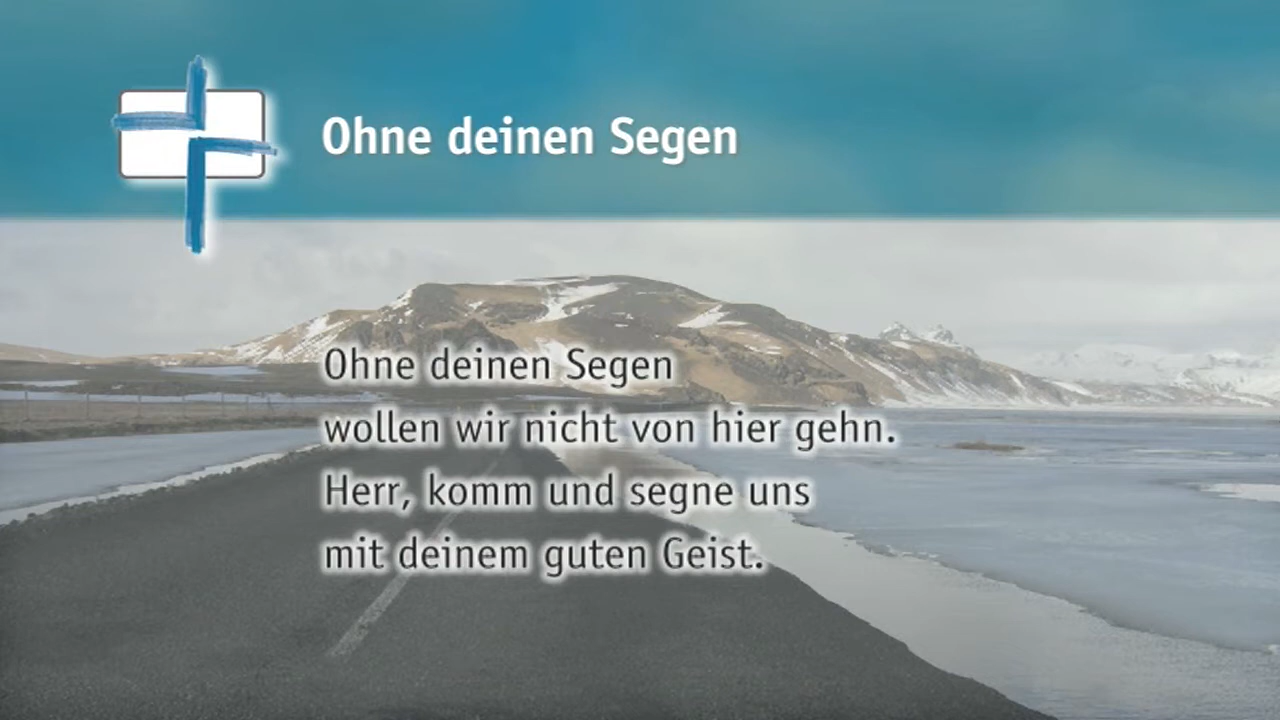 Ohne deinen Segen
Ohne deinen Segen
wollen wir nicht von hier gehn.
Herr, komm und segne uns
mit deinem guten Geist.